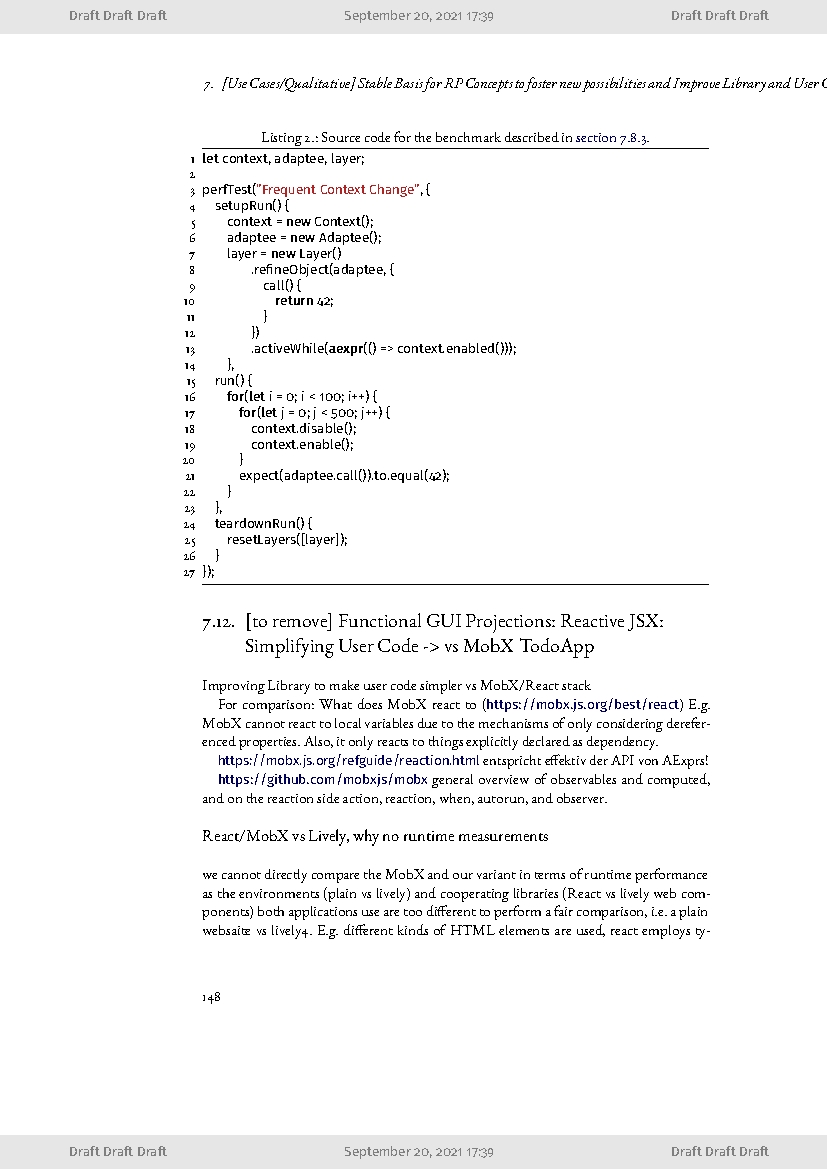 Draft Draft Draft September 20, 2021 17:39 Draft Draft Draft
7. [Use Cases/Qualitative] Stable Basis for RP Concepts to foster new possibilities and Improve Library and User
Listing 2.: Source code for the benchmark described in section 7.8.3.
1 let context, adaptee, layer;
2
3 perfTest("Frequent Context Change", {
4 setupRun() {
5 context = new Context();
6 adaptee = new Adaptee();
7 layer = new Layer()
8 .refineObject(adaptee, {
9 call() {
10 return 42;
11 }
12 })
13 .activeWhile(aexpr(() => context.enabled()));
14 },
15 run() {
16 for(let i = 0; i < 100; i++) {
17 for(let j = 0; j < 500; j++) {
18 context.disable();
19 context.enable();
20 }
21 expect(adaptee.call()).to.equal(42);
22 }
23 },
24 teardownRun() {
25 resetLayers([layer]);
26 }
27 });
7.12. [to remove] Functional GUI Projections: Reactive JSX:
Simplifying User Code -> vs MobX TodoApp
Improving Library to make user code simpler vs MobX/React stack
For comparison: What does MobX react to (https://mobx.js.org/best/react) E.g.
MobX cannot react to local variables due to the mechanisms of only considering derefer-
enced properties. Also, it only reacts to things explicitly declared as dependency.
https://mobx.js.org/refguide/reaction.html entspricht effektiv der API von AExprs!
https://github.com/mobxjs/mobx general overview of observables and computed,
and on the reaction side action, reaction, when, autorun, and observer.
React/MobX vs Lively, why no runtime measurements
we cannot directly compare the MobX and our variant in terms of runtime performance
as the environments (plain vs lively) and cooperating libraries (React vs lively web com-
ponents) both applications use are too different to perform a fair comparison, i.e. a plain
websaite vs lively4. E.g. different kinds of HTML elements are used, react employs ty-
148
Draft Draft Draft September 20, 2021 17:39 Draft Draft Draft